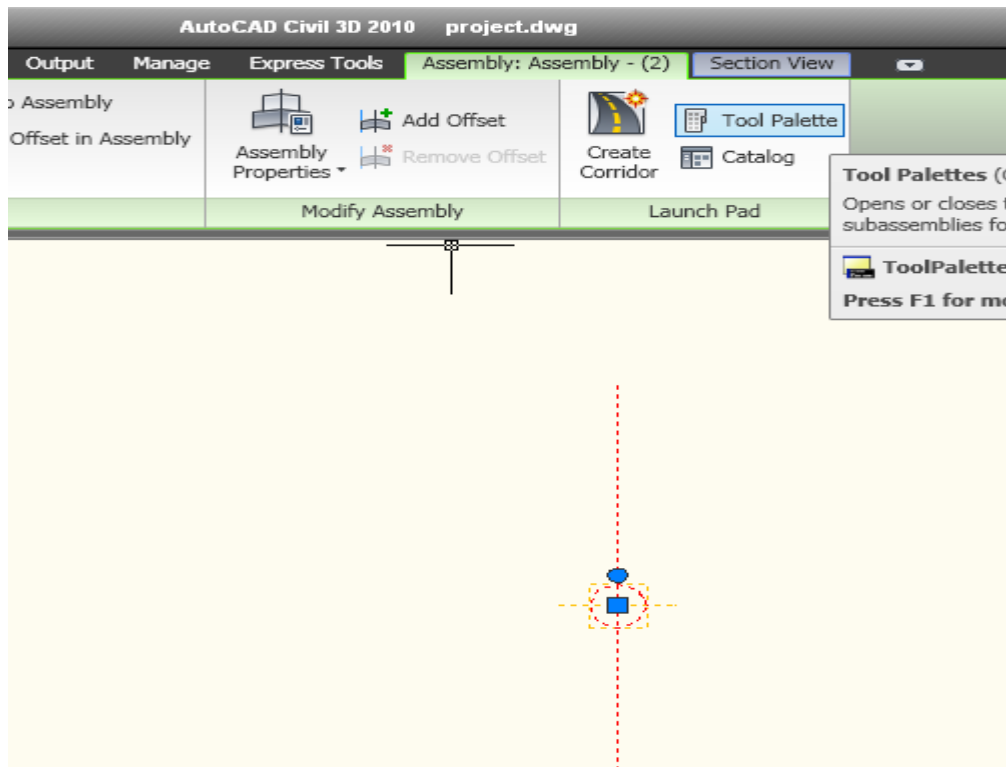 AutoCAD Civil 3D 2010 project.dwg
Output Manage Express Tools Assembly: Assembly - (2) Section View
Assembly
Offset in Assembly
Assembly
Properties
Add Offset
Remove Offset
Modify Assembly
Create
Corridor
Tool Palette
Catalog
Launch Pad
Tool Palettes (
Opens or closes
subassemblies
ToolPalette
Press F1 for